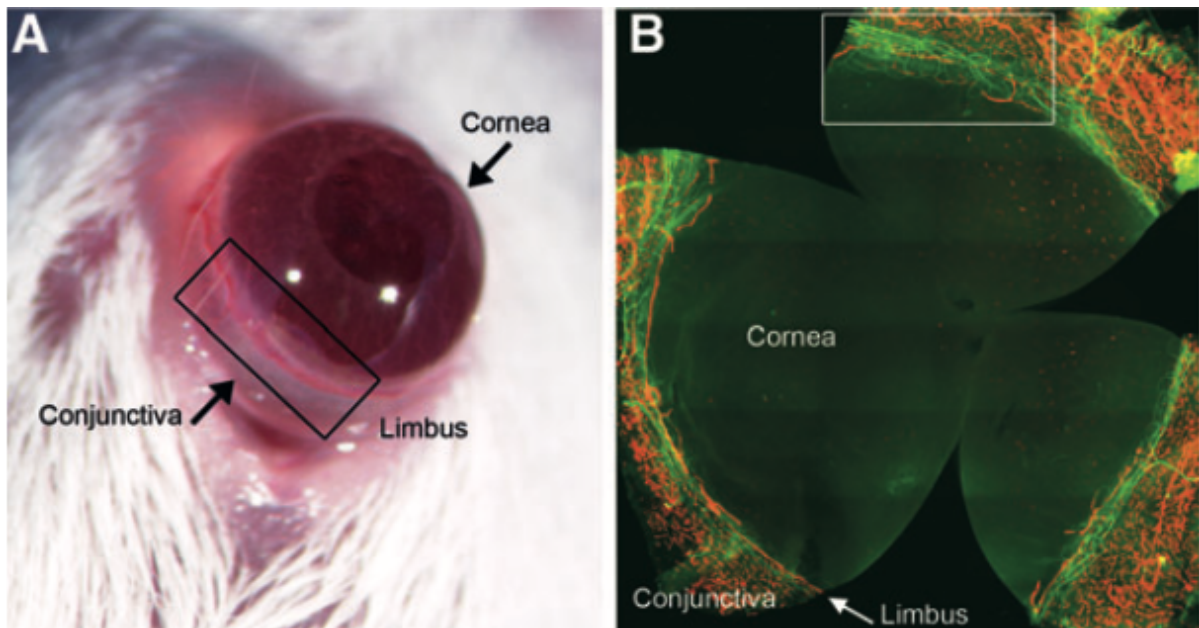 A
Cornea
Conjunctiva
Limbus
B
Cornea
Conjunctiva
Limbus